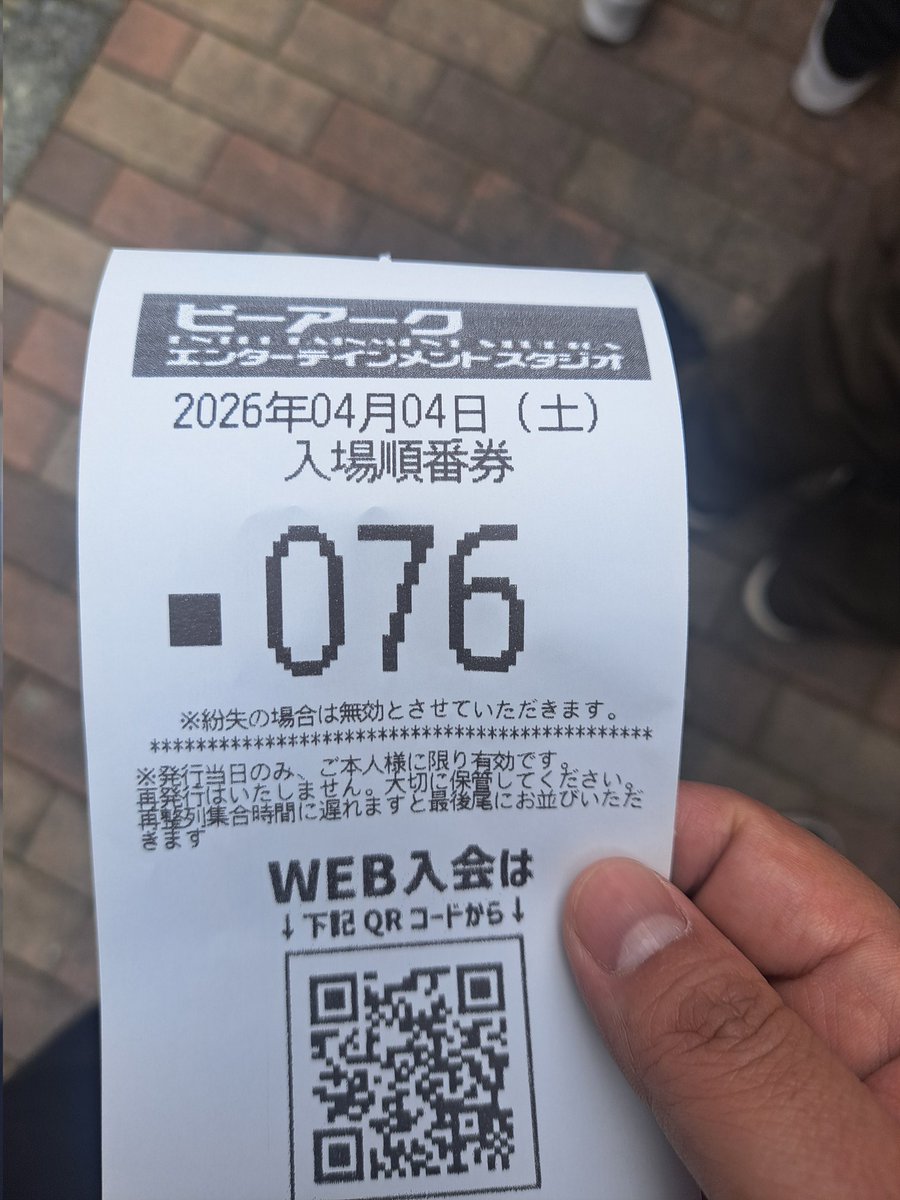 ピーアーク
エンターテインメントスタジオ
2026年04月04日（土）
入場順番券
■076
※紛失の場合は無効とさせていただきます。
*******************************************
※発行当日のみ、ご本人様に限り有効です。
再発行はいたしません。大切に保管してください。
再整列集合時間に遅れますと最後尾にお並びいただ
きます
WEB入会は
↓下記QRコードから↓